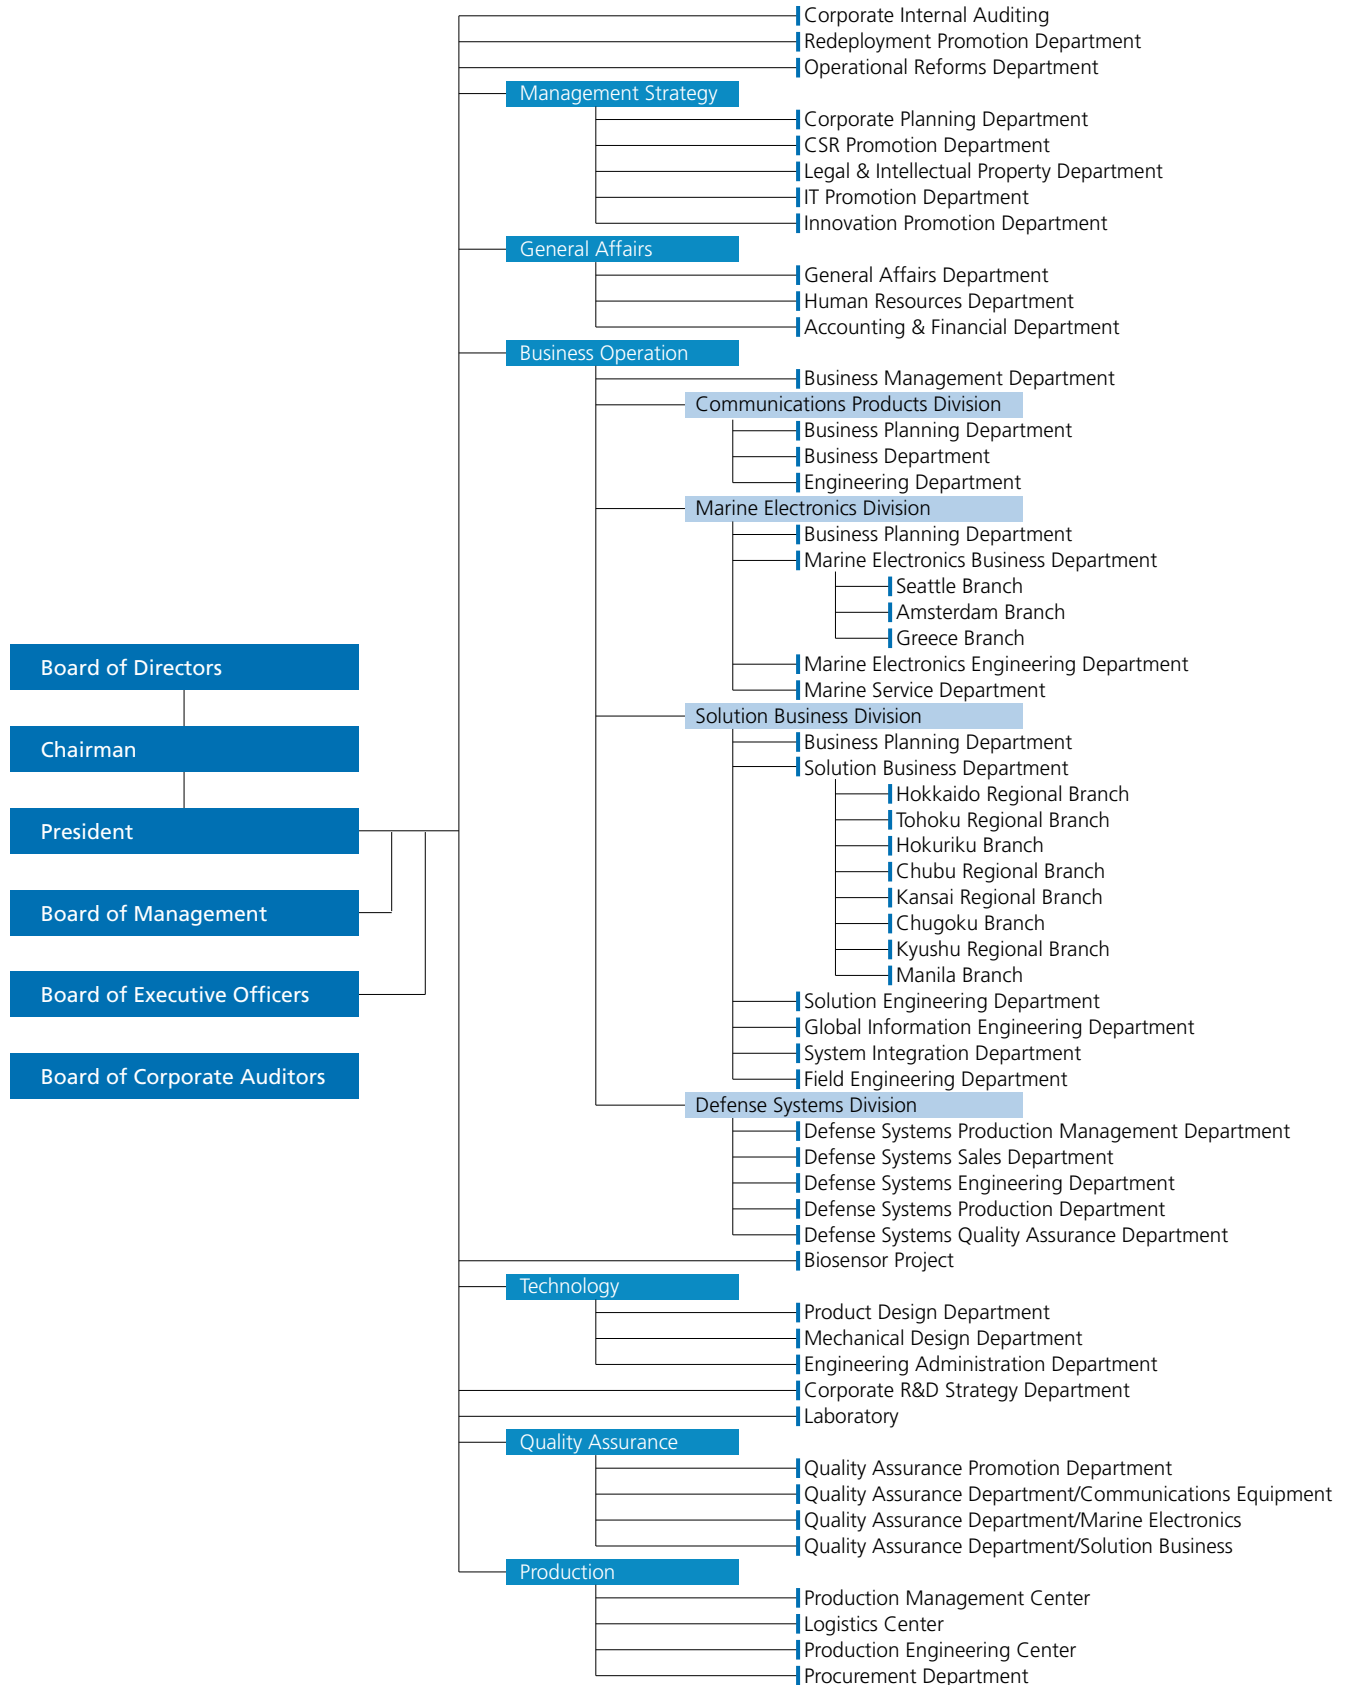 Board of Directors
Chairman
President
Board of Management
Board of Executive Officers
Board of Corporate Auditors
Corporate Internal Auditing
Redeployment Promotion Department
Operational Reforms Department
Management Strategy
Corporate Planning Department
CSR Promotion Department
Legal & Intellectual Property Department
IT Promotion Department
Innovation Promotion Department
General Affairs
General Affairs Department
Human Resources Department
Accounting & Financial Department
Business Operation
Business Management Department
Communications Products Division
Business Planning Department
Business Department
Engineering Department
Marine Electronics Division
Business Planning Department
Marine Electronics Business Department
Seattle Branch
Amsterdam Branch
Greece Branch
Marine Electronics Engineering Department
Marine Service Department
Solution Business Division
Business Planning Department
Solution Business Department
Hokkaido Regional Branch
Tohoku Regional Branch
Hokuriku Branch
Chubu Regional Branch
Kansai Regional Branch
Chugoku Branch
Kyushu Regional Branch
Manila Branch
Solution Engineering Department
Global Information Engineering Department
System Integration Department
Field Engineering Department
Defense Systems Division
Defense Systems Production Management Department
Defense Systems Sales Department
Defense Systems Engineering Department
Defense Systems Production Department
Defense Systems Quality Assurance Department
Biosensor Project
Technology
Product Design Department
Mechanical Design Department
Engineering Administration Department
Corporate R&D Strategy Department
Laboratory
Quality Assurance
Quality Assurance Promotion Department
Quality Assurance Department/Communications Equipment
Quality Assurance Department/Marine Electronics
Quality Assurance Department/Solution Business
Production
Production Management Center
Logistics Center
Production Engineering Center
Procurement Department